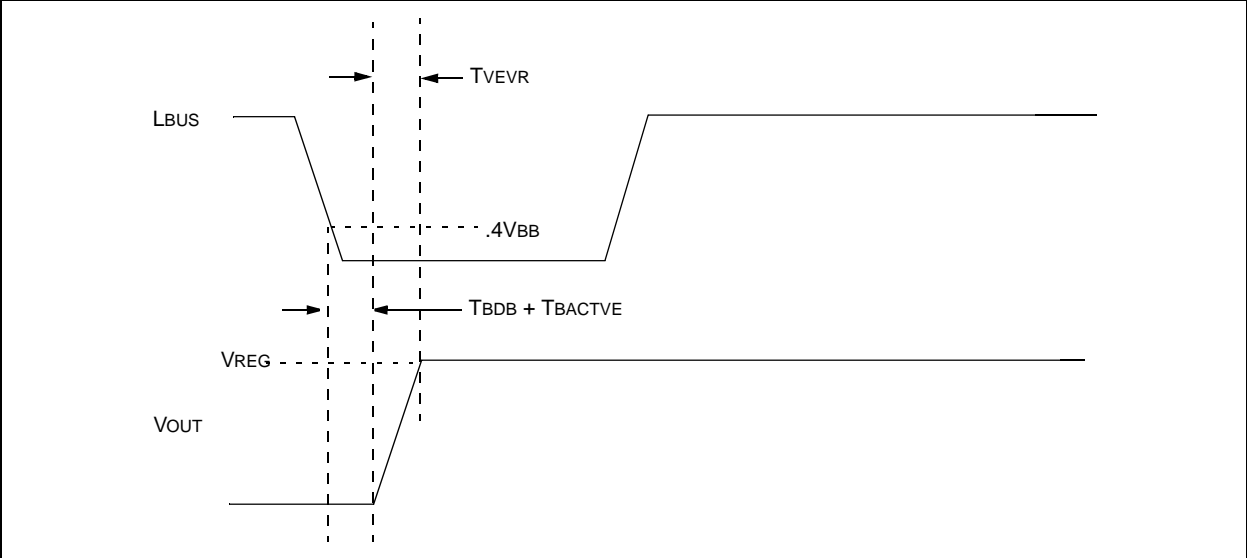 TVEVR
LBUS
.4VBB
TBDB + TBACTVE
VREG
VOUT